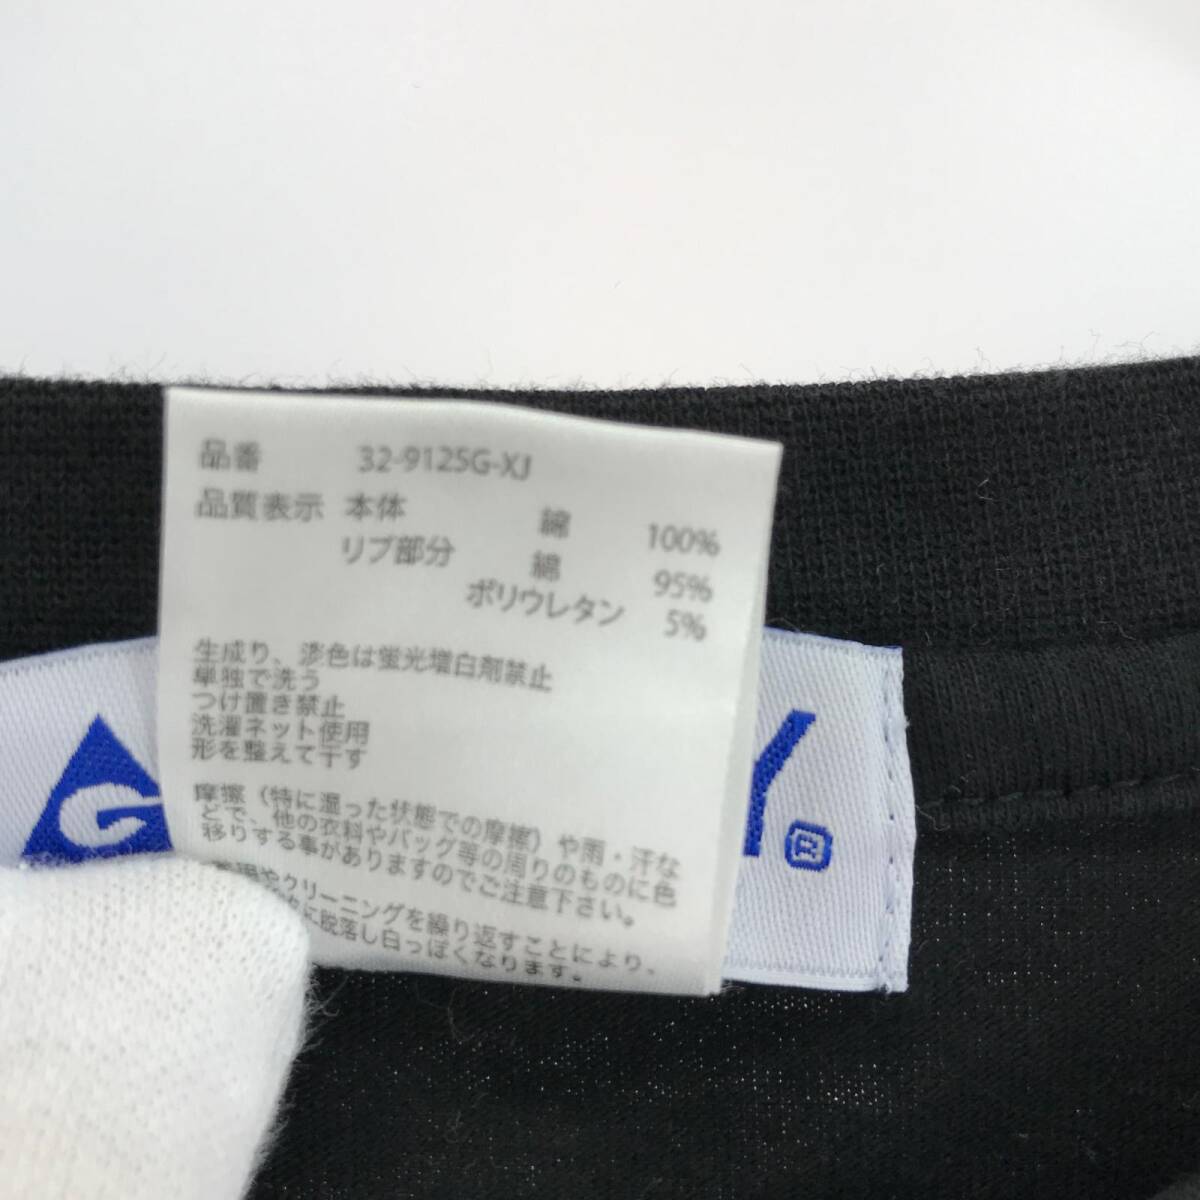 品番 32-9125G-XJ
品質表示 本体 綿 100%
リブ部分 綿 95%
ポリウレタン 5%
生成り、淡色は蛍光増白剤禁止
単独で洗う
つけ置き禁止
洗濯ネット使用
形を整えて干す
摩擦(特に湿った状態での摩擦)や雨・汗な
どで、他の衣料やバッグ等の周りのものに色
移りする事がありますのでご注意下さい。
やクリーニングを繰り返すことにより、
に脱落し白っぽくなります。
G Y®